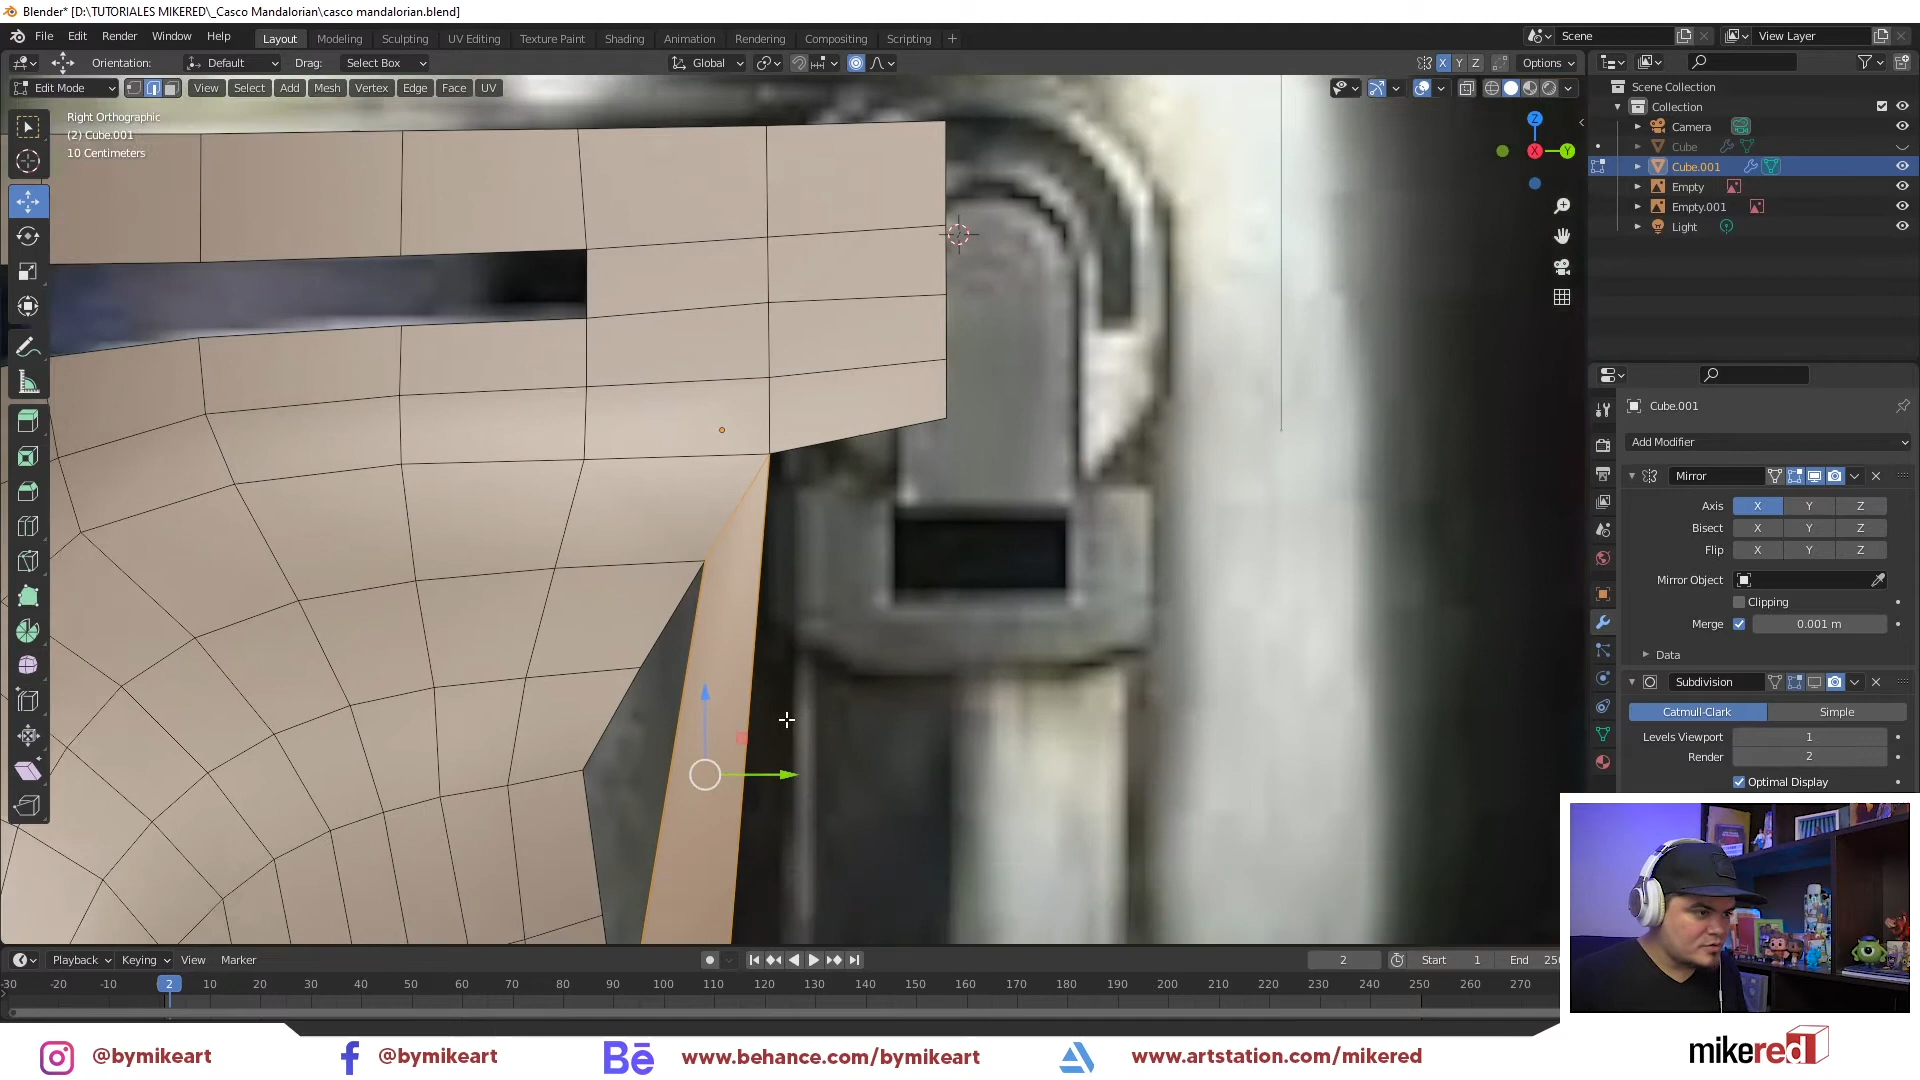 Blender* [D:\TUTORIALES MIKERED\_Casco Mandalorian\casco mandalorian.blend]
File Edit Render Window Help
Layout Modeling Sculpting UV Editing Texture Paint Shading Animation Rendering Compositing Scripting +
Scene
View Layer
Orientation: Default Drag: Select Box
Global
X Y Z Options
Edit Mode View Select Add Mesh Vertex Edge Face UV
Right Orthographic
(2) Cube.001
10 Centimeters
Z
X
Y
Scene Collection
Collection
Camera
Cube
Cube.001
Empty
Empty.001
Light
Cube.001
Add Modifier
Mirror
Axis X Y Z
Bisect X Y Z
Flip X Y Z
Mirror Object
Clipping
Merge 0.001 m
Data
Subdivision
Catmull-Clark Simple
Levels Viewport 1
Render 2
Optimal Display
Playback Keying View Marker
2
Start 1
End 250
-30 -20 -10 2 10 20 30 40 50 60 70 80 90 100 110 120 130 140 150 160 170 180 190 200 210 220 230 240 250 260 270
@bymikeart
@bymikeart
Bē www.behance.com/bymikeart
www.artstation.com/mikered
mikered